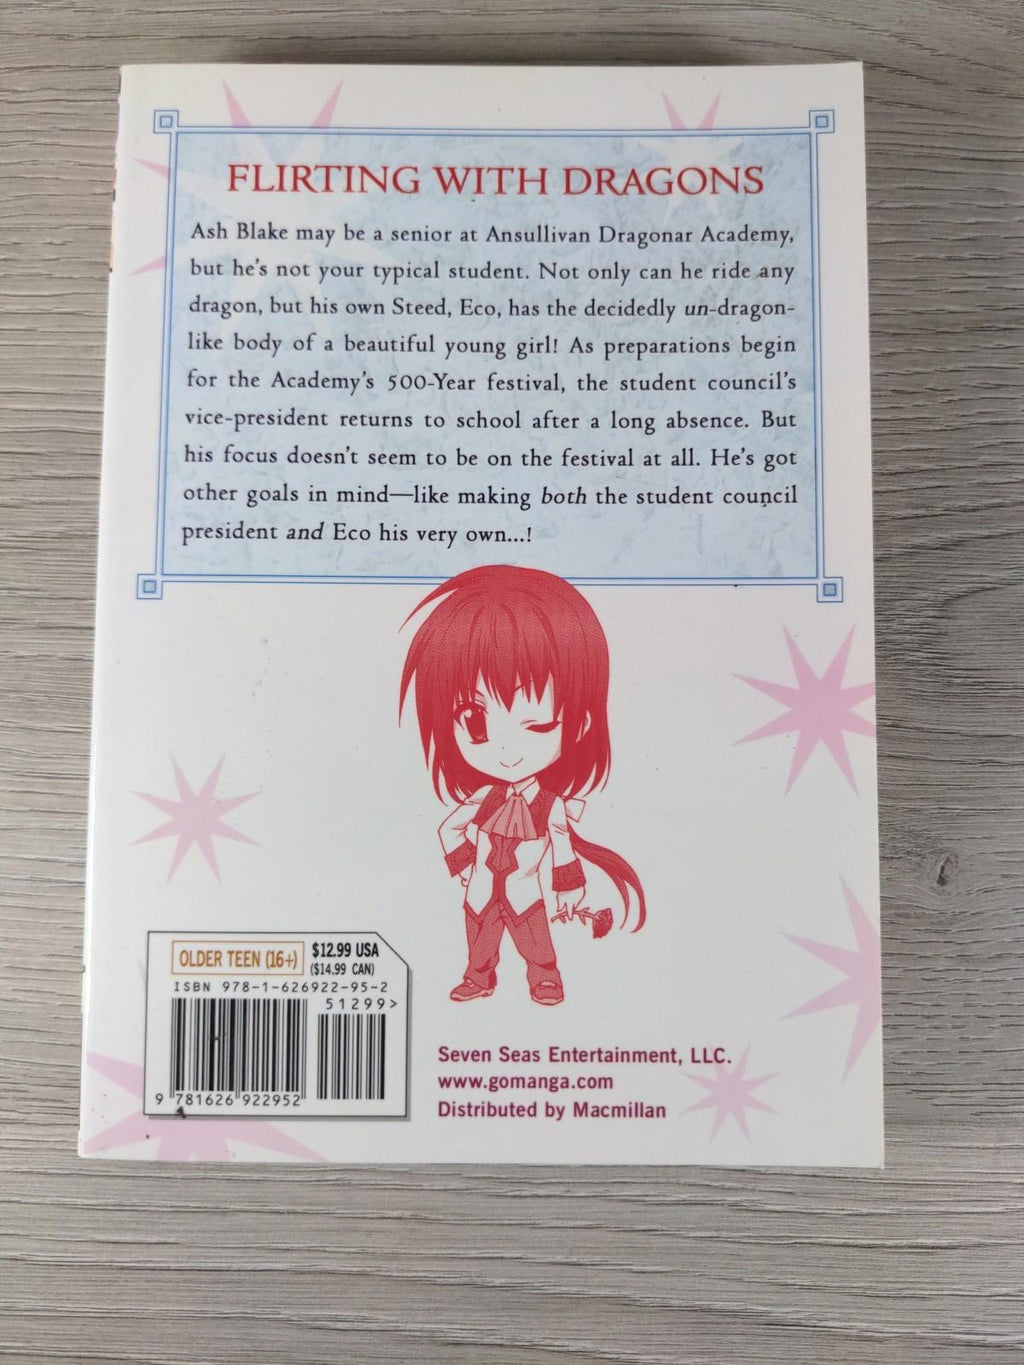 FLIRTING WITH DRAGONS
Ash Blake may be a senior at Ansullivan Dragonar Academy,
but he's not your typical student. Not only can he ride any
dragon, but his own Steed, Eco, has the decidedly un-dragon-
like body of a beautiful young girl! As preparations begin
for the Academy's 500-Year festival, the student council's
vice-president returns to school after a long absence. But
his focus doesn't seem to be on the festival at all. He's got
other goals in mind—like making both the student council
president and Eco his very own...!
OLDER TEEN (16+)
$12.99 USA
($14.99 CAN)
ISBN 978-1-626922-95-2
51299>
9 781626 922952
Seven Seas Entertainment, LLC.
www.gomanga.com
Distributed by Macmillan